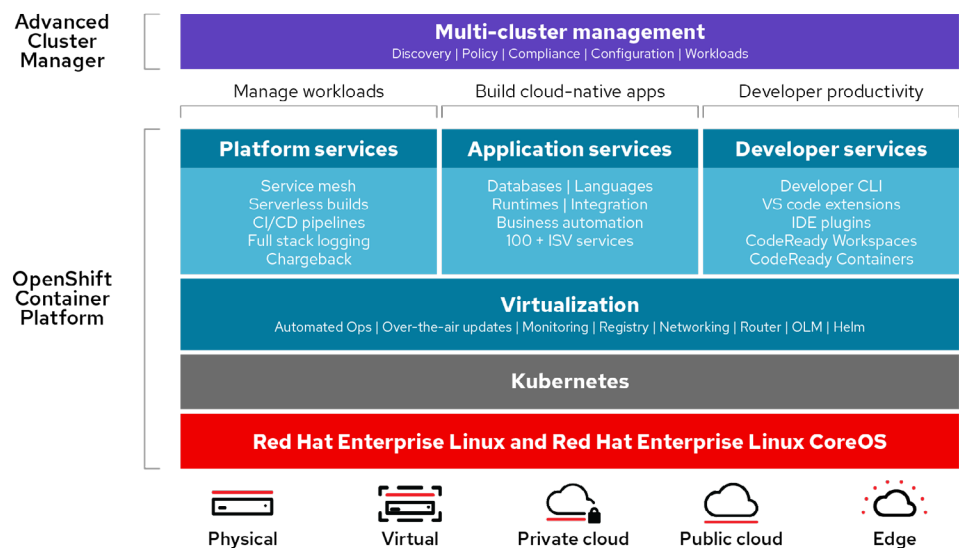 Advanced
Cluster
Manager
Multi-cluster management
Discovery | Policy | Compliance | Configuration | Workloads
Manage workloads
Build cloud-native apps
Developer productivity
OpenShift
Container
Platform
Platform services
Service mesh
Serverless builds
CI/CD pipelines
Full stack logging
Chargeback
Application services
Databases | Languages
Runtimes | Integration
Business automation
100 + ISV services
Developer services
Developer CLI
VS code extensions
IDE plugins
CodeReady Workspaces
CodeReady Containers
Virtualization
Automated Ops | Over-the-air updates | Monitoring | Registry | Networking | Router | OLM | Helm
Kubernetes
Red Hat Enterprise Linux and Red Hat Enterprise Linux CoreOS
Physical
Virtual
Private cloud
Public cloud
Edge